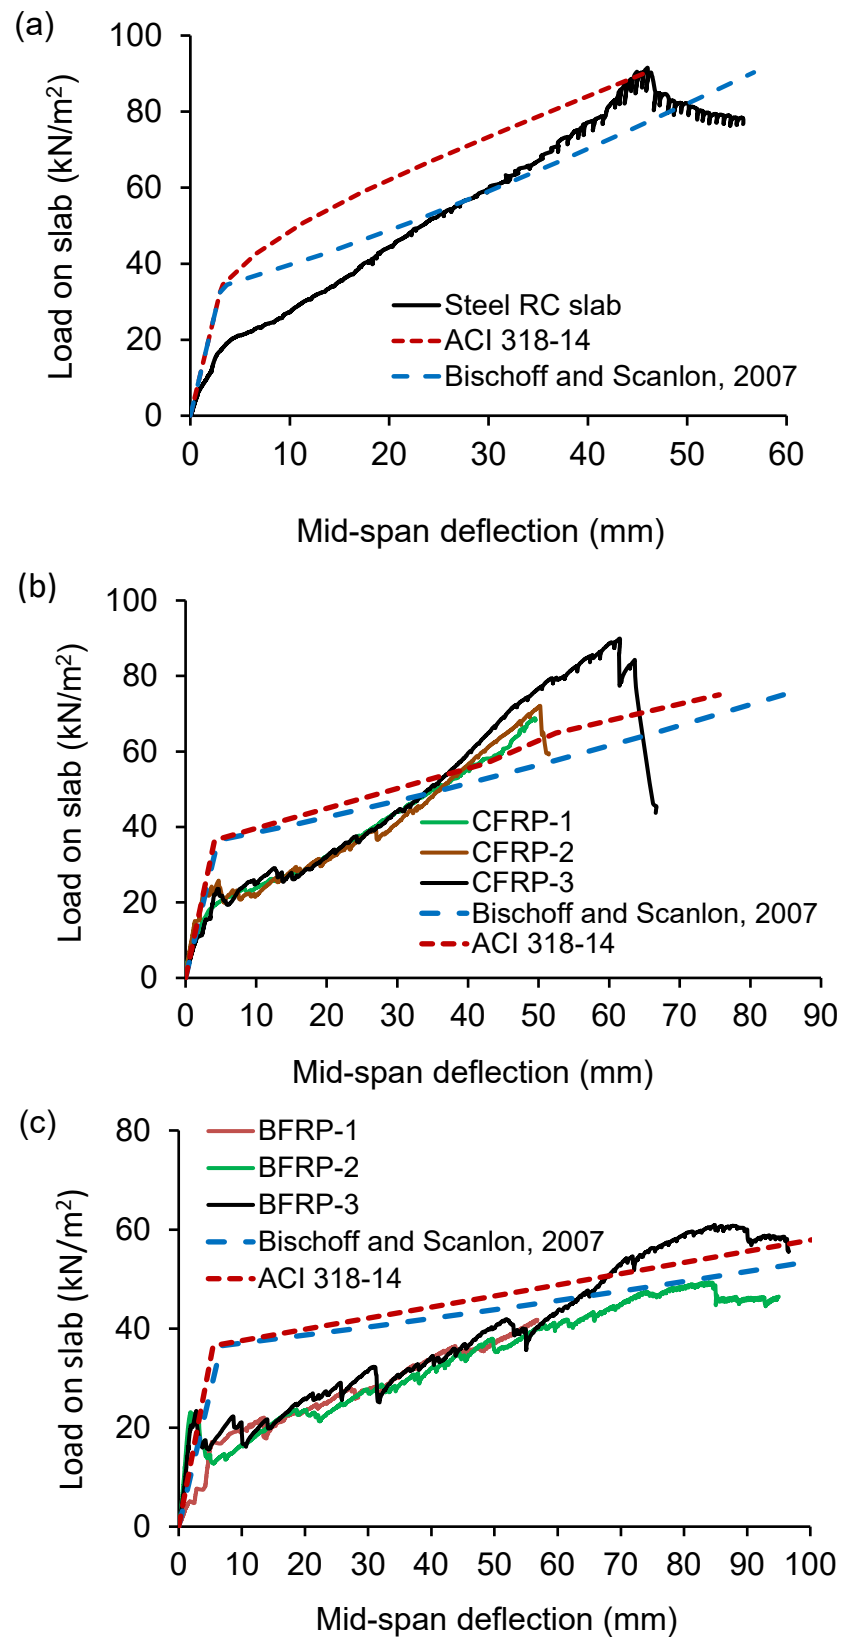 (a)
Load on slab (kN/m²)
100
80
60
40
20
0
Steel RC slab
ACI 318-14
Bischoff and Scanlon, 2007
0 10 20 30 40 50 60
Mid-span deflection (mm)
(b)
Load on slab (kN/m²)
100
80
60
40
20
0
CFRP-1
CFRP-2
CFRP-3
Bischoff and Scanlon, 2007
ACI 318-14
0 10 20 30 40 50 60 70 80 90
Mid-span deflection (mm)
(c)
Load on slab (kN/m²)
80
60
40
20
0
BFRP-1
BFRP-2
BFRP-3
Bischoff and Scanlon, 2007
ACI 318-14
0 10 20 30 40 50 60 70 80 90 100
Mid-span deflection (mm)